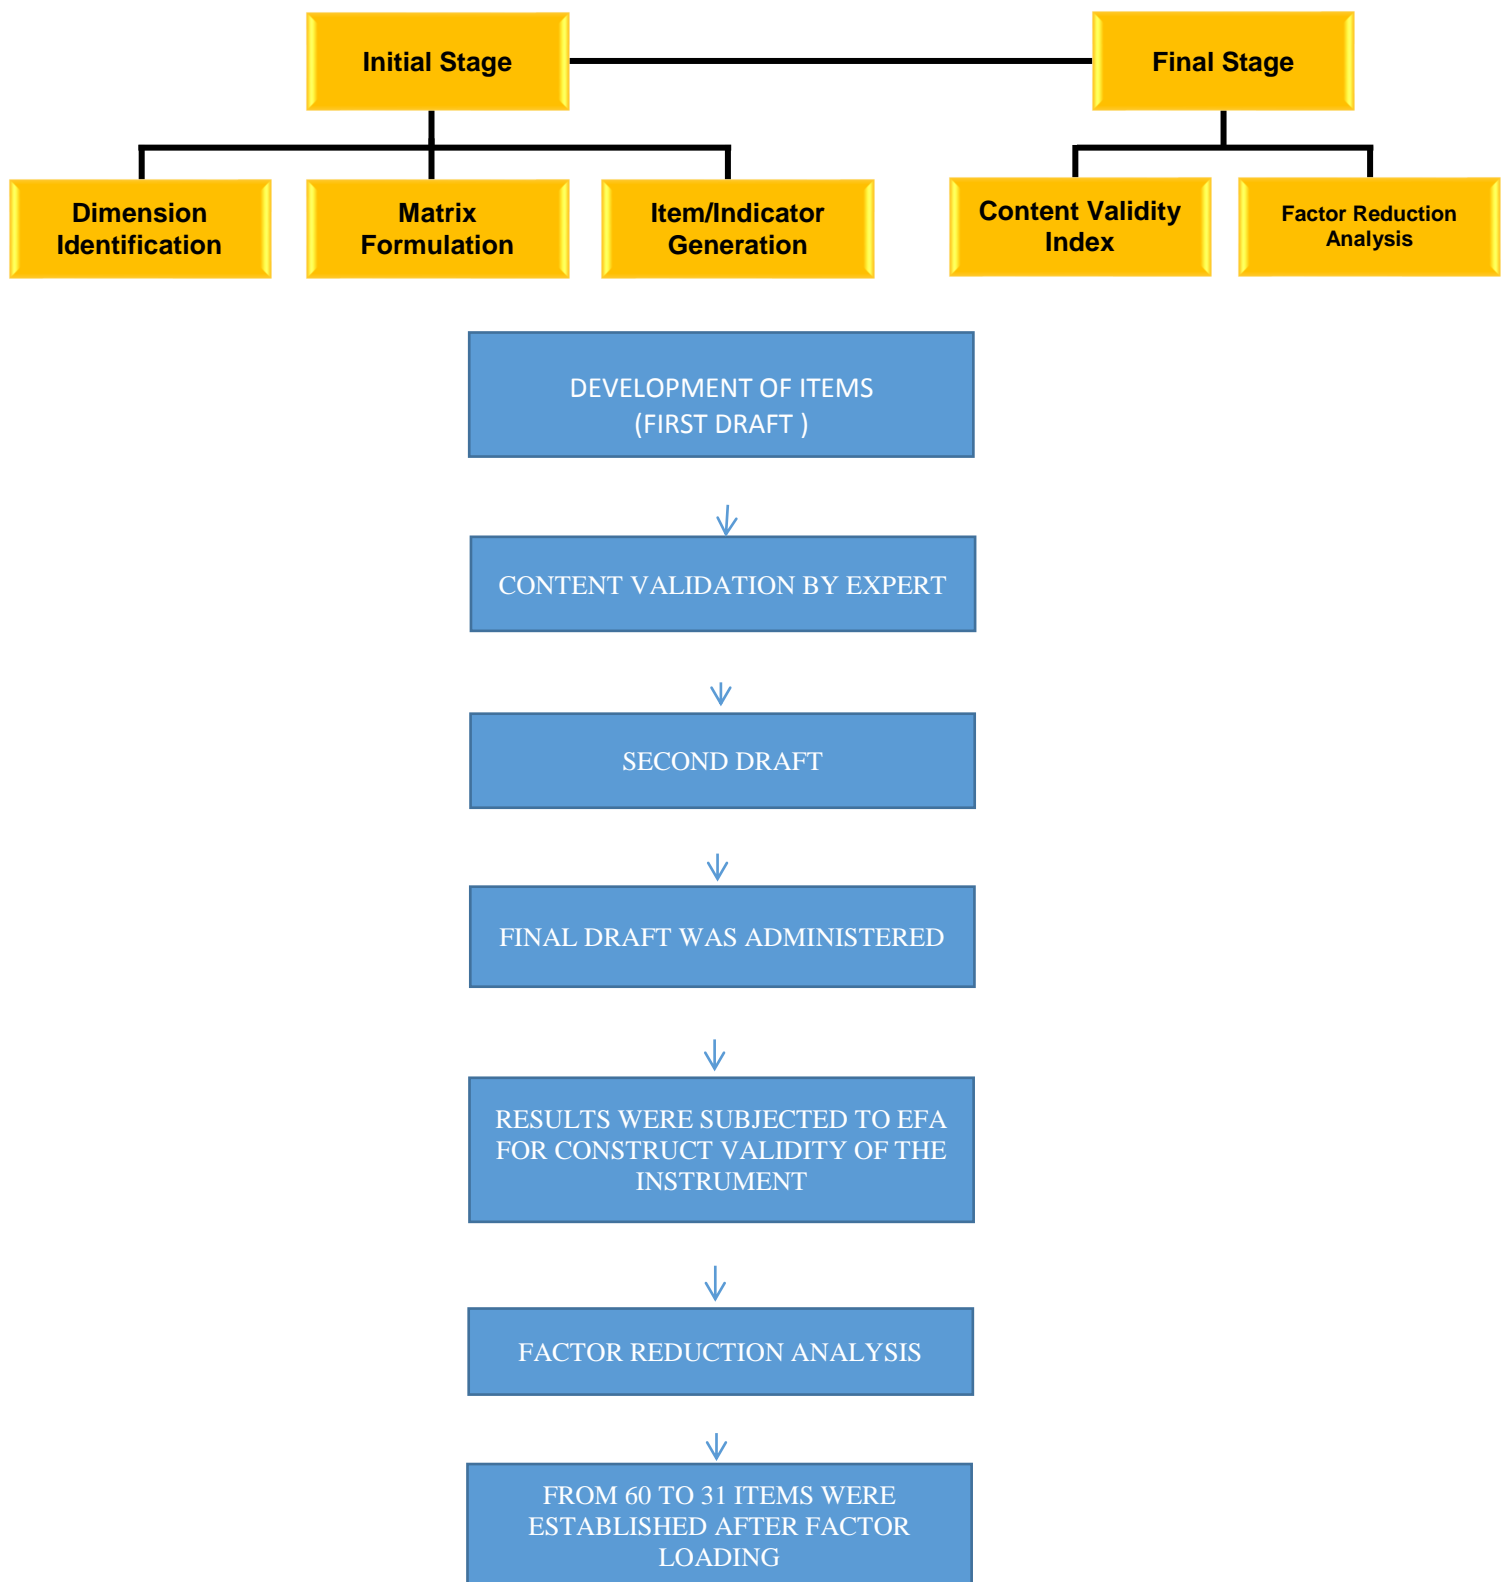 Initial Stage
Final Stage
Dimension
Identification
Matrix
Formulation
Item/Indicator
Generation
Content Validity
Index
Factor Reduction
Analysis
DEVELOPMENT OF ITEMS
(FIRST DRAFT )
CONTENT VALIDATION BY EXPERT
SECOND DRAFT
FINAL DRAFT WAS ADMINISTERED
RESULTS WERE SUBJECTED TO EFA
FOR CONSTRUCT VALIDITY OF THE
INSTRUMENT
FACTOR REDUCTION ANALYSIS
FROM 60 TO 31 ITEMS WERE
ESTABLISHED AFTER FACTOR
LOADING